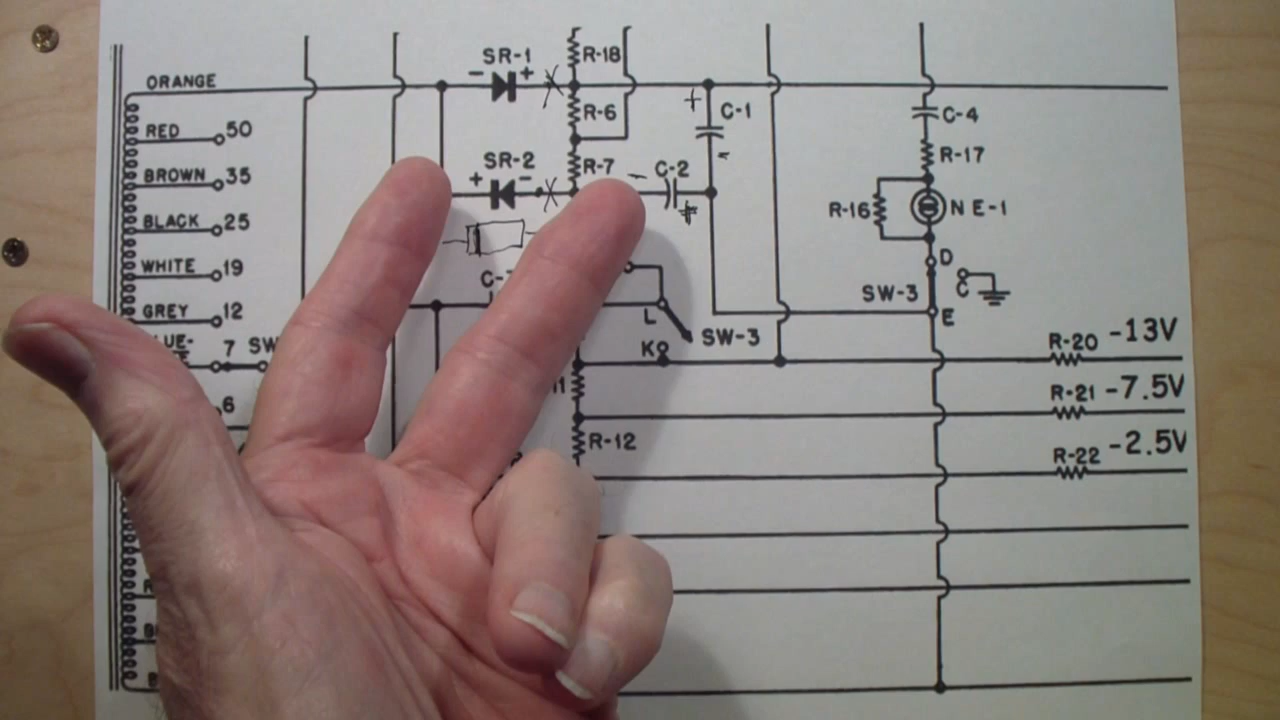 SR-1
R-18
ORANGE
- +
+
C-1
R-6
C-4
RED 50
-
R-17
SR-2
R-7
C-2
BROWN 35
+ -
-
+
R-16
NE-1
BLACK 25
D
WHITE 19
SW-3
C
E
GREY 12
L
SW-3
7
K
R-20 -13V
6
R-21 -7.5V
R-12
R-22 -2.5V